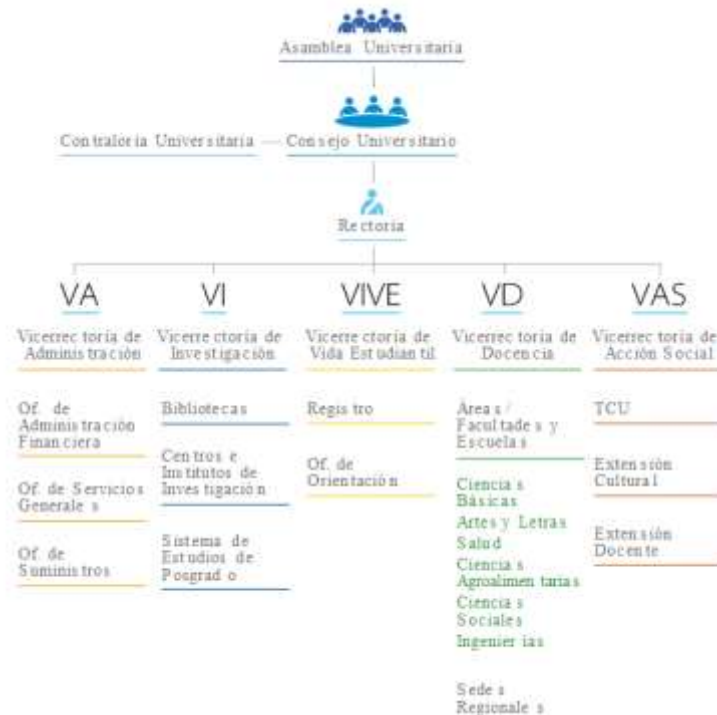 Asamblea Universitaria
Contraloría Universitaria
Consejo Universitario
Rectoría
VA
Vicerrectoría de
Administración
Of. de
Administración
Financiera
Of. de Servicios
Generales
Of. de
Suministros
VI
Vicerrectoría de
Investigación
Bibliotecas
Centros e
Institutos de
Investigación
Sistema de
Estudios de
Posgrado
VIVE
Vicerrectoría de
Vida Estudiantil
Registro
Of. de
Orientación
VD
Vicerrectoría de
Docencia
Áreas/
Facultades y
Escuelas
Ciencias
Básicas
Artes y Letras
Salud
Ciencias
Agroalimentarias
Ciencias
Sociales
Ingenierías
Sedes
Regionales
VAS
Vicerrectoría de
Acción Social
TCU
Extensión
Cultural
Extensión
Docente